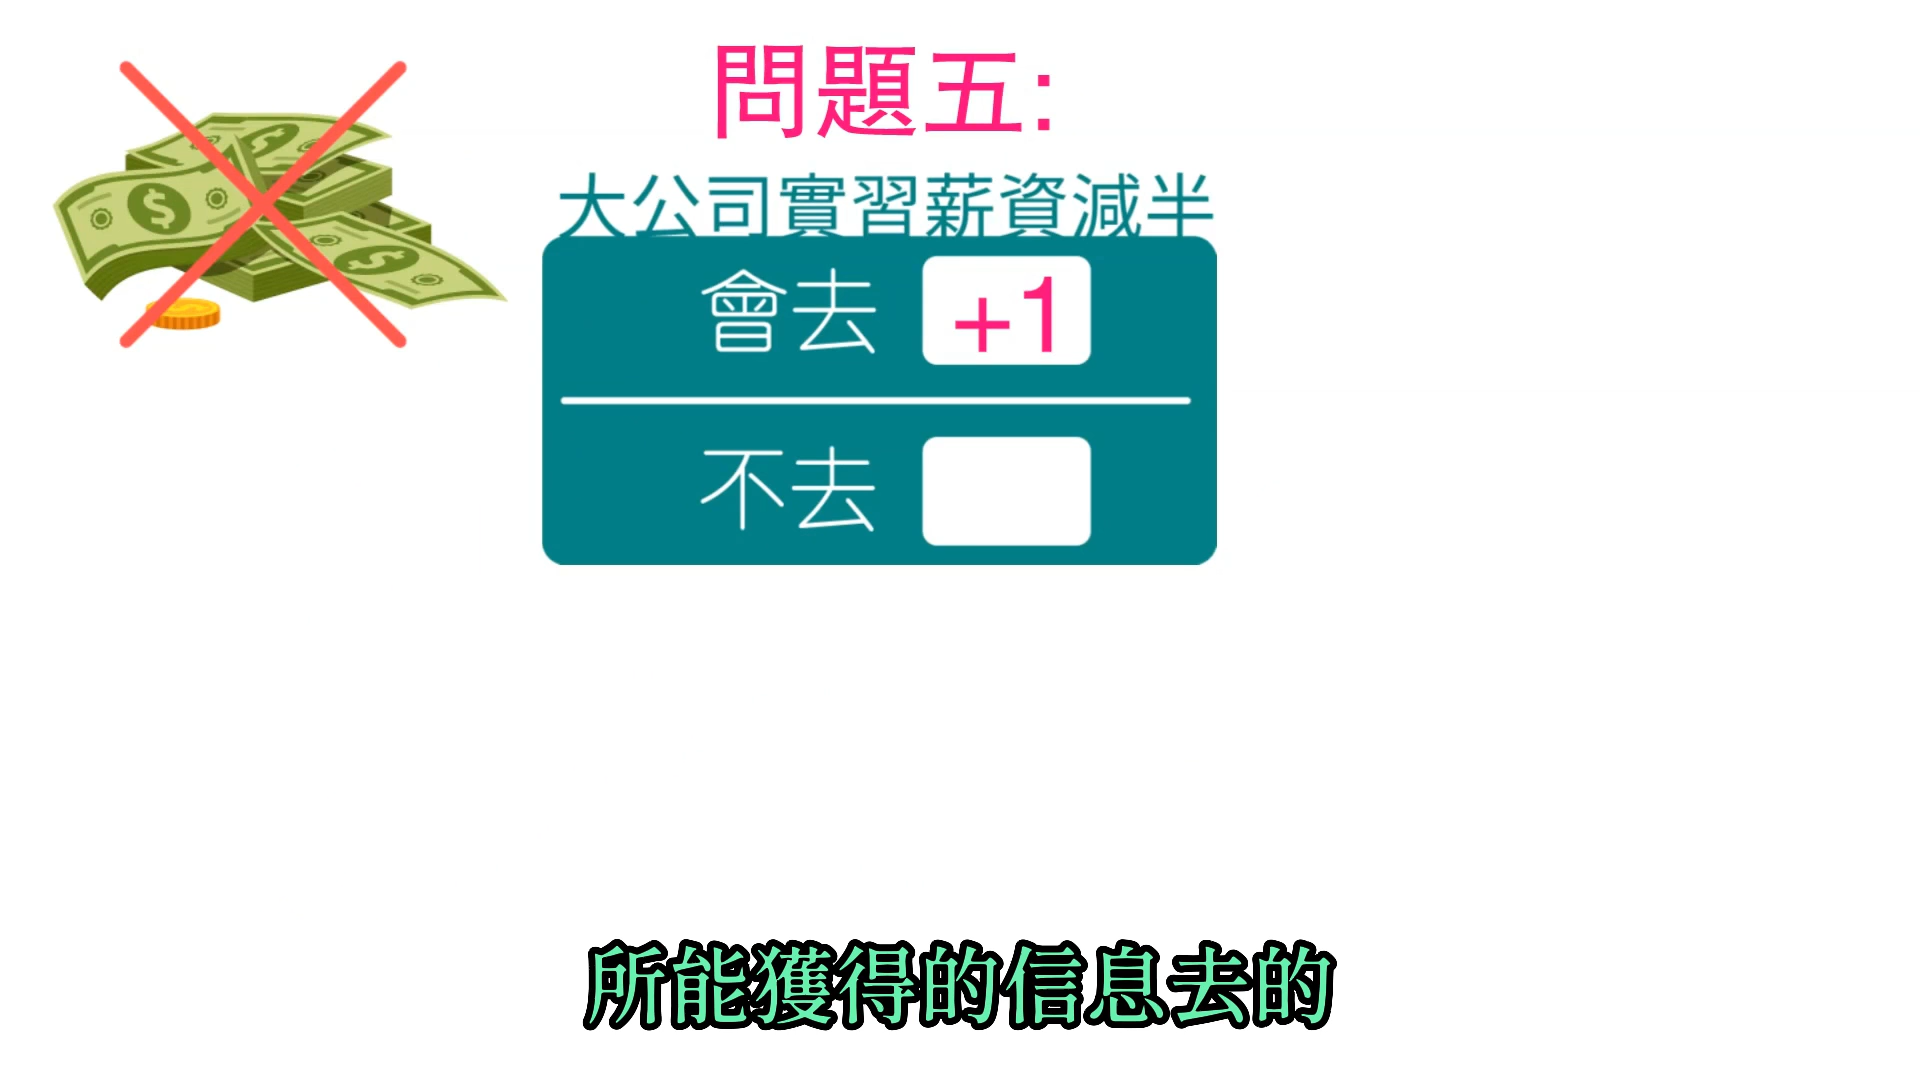 問題五:
大公司實習薪資減半
會去 +1
不去
所能獲得的信息去的